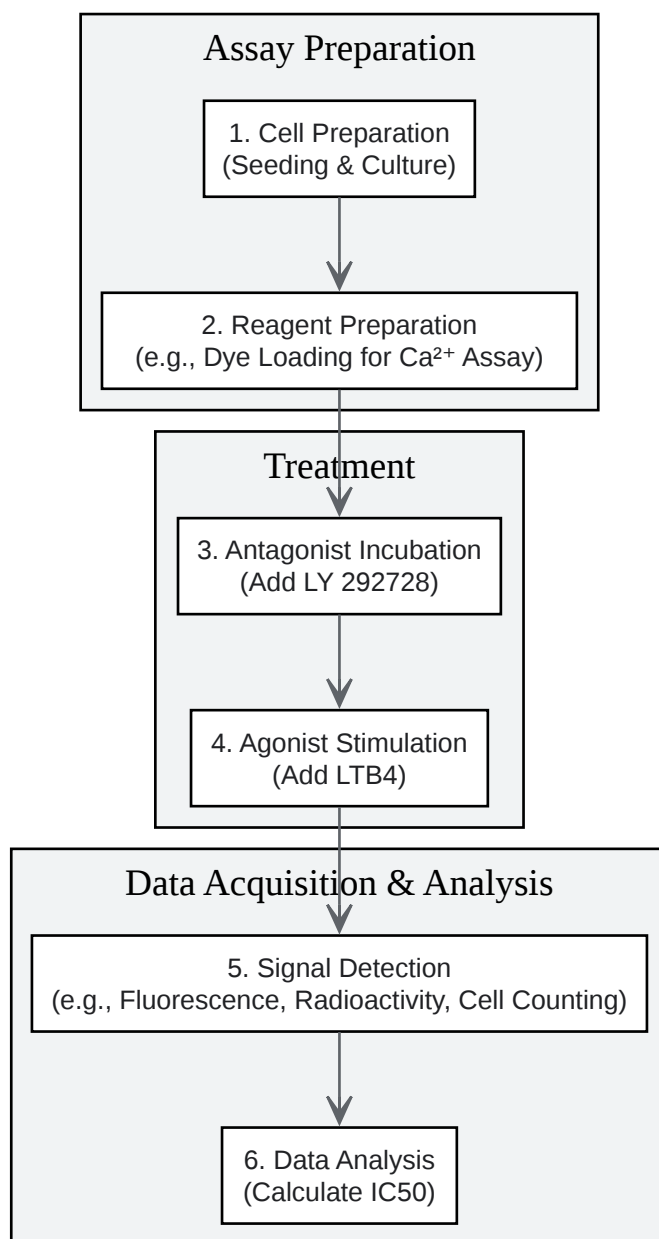 Assay Preparation
1. Cell Preparation
(Seeding & Culture)
2. Reagent Preparation
(e.g., Dye Loading for Ca²⁺ Assay)
Treatment
3. Antagonist Incubation
(Add LY 292728)
4. Agonist Stimulation
(Add LTB4)
Data Acquisition & Analysis
5. Signal Detection
(e.g., Fluorescence, Radioactivity, Cell Counting)
6. Data Analysis
(Calculate IC50)